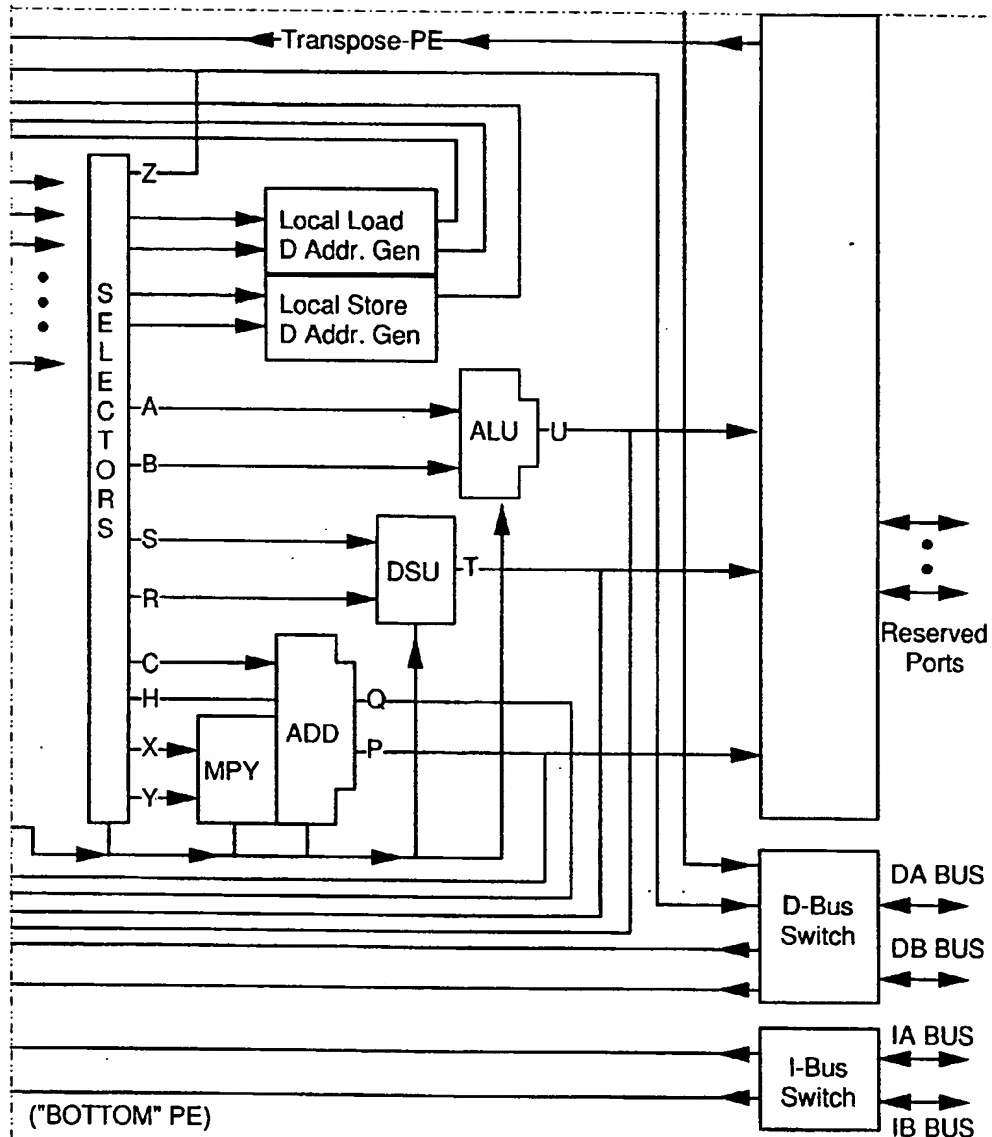 Transpose-PE
Z
Local Load
D Addr. Gen
Local Store
D Addr. Gen
SELECTORS
A
B
ALU
U
S
R
DSU
T
C
H
X
Y
MPY
ADD
Q
P
Reserved
Ports
D-Bus
Switch
DA BUS
DB BUS
I-Bus
Switch
IA BUS
IB BUS
("BOTTOM" PE)